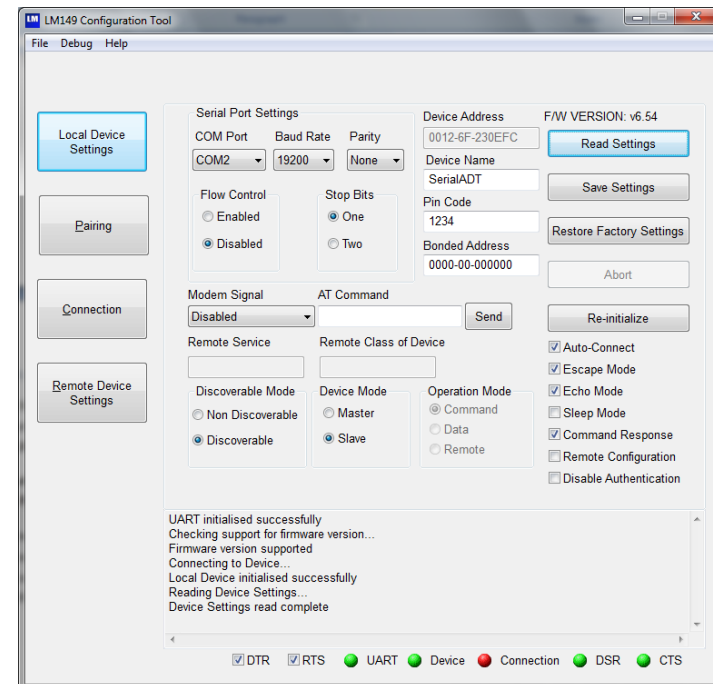 LM LM149 Configuration Tool
File Debug Help
Local Device
Settings
Pairing
Connection
Remote Device
Settings
Serial Port Settings
COM Port Baud Rate Parity
COM2 19200 None
Flow Control
Enabled
Disabled
Stop Bits
One
Two
Device Address
0012-6F-230EFC
Device Name
SerialADT
Pin Code
1234
Bonded Address
0000-00-000000
F/W VERSION: v6.54
Read Settings
Save Settings
Restore Factory Settings
Abort
Re-initialize
Modem Signal AT Command
Disabled Send
Remote Service Remote Class of Device
Discoverable Mode
Non Discoverable
Discoverable
Device Mode
Master
Slave
Operation Mode
Command
Data
Remote
Auto-Connect
Escape Mode
Echo Mode
Sleep Mode
Command Response
Remote Configuration
Disable Authentication
UART initialised successfully
Checking support for firmware version...
Firmware version supported
Connecting to Device...
Local Device initialised successfully
Reading Device Settings...
Device Settings read complete
DTR RTS UART Device Connection DSR CTS